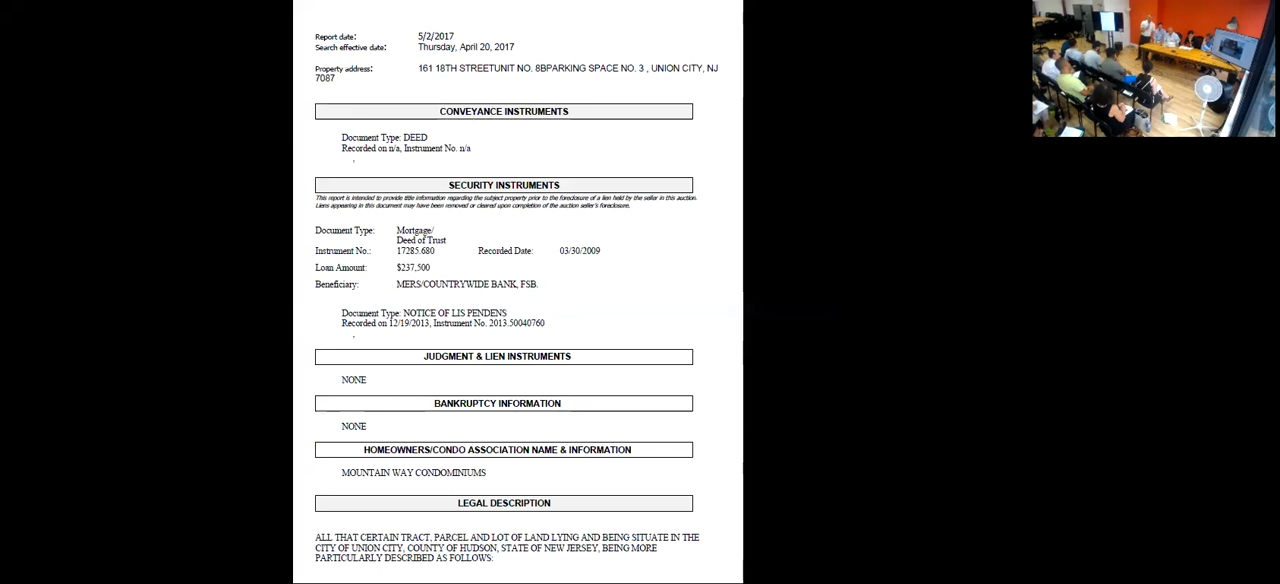 Report date: 5/2/2017
Search effective date: Thursday, April 20, 2017
Property address: 161 18TH STREETUNIT NO. 8BPARKING SPACE NO. 3 , UNION CITY, NJ
7087
CONVEYANCE INSTRUMENTS
Document Type: DEED
Recorded on n/a, Instrument No. n/a
,
SECURITY INSTRUMENTS
This report is intended to provide title information regarding the subject property prior to the foreclosure of a lien held by the seller in this auction.
Liens appearing in this document may have been removed or cleared upon completion of the auction seller's foreclosure.
Document Type: Mortgage/
Deed of Trust
Instrument No.: 17285.680 Recorded Date: 03/30/2009
Loan Amount: $237,500
Beneficiary: MERS/COUNTRYWIDE BANK, FSB.
Document Type: NOTICE OF LIS PENDENS
Recorded on 12/19/2013, Instrument No. 2013.50040760
,
JUDGMENT & LIEN INSTRUMENTS
NONE
BANKRUPTCY INFORMATION
NONE
HOMEOWNERS/CONDO ASSOCIATION NAME & INFORMATION
MOUNTAIN WAY CONDOMINIUMS
LEGAL DESCRIPTION
ALL THAT CERTAIN TRACT, PARCEL AND LOT OF LAND LYING AND BEING SITUATE IN THE
CITY OF UNION CITY, COUNTY OF HUDSON, STATE OF NEW JERSEY, BEING MORE
PARTICULARLY DESCRIBED AS FOLLOWS: